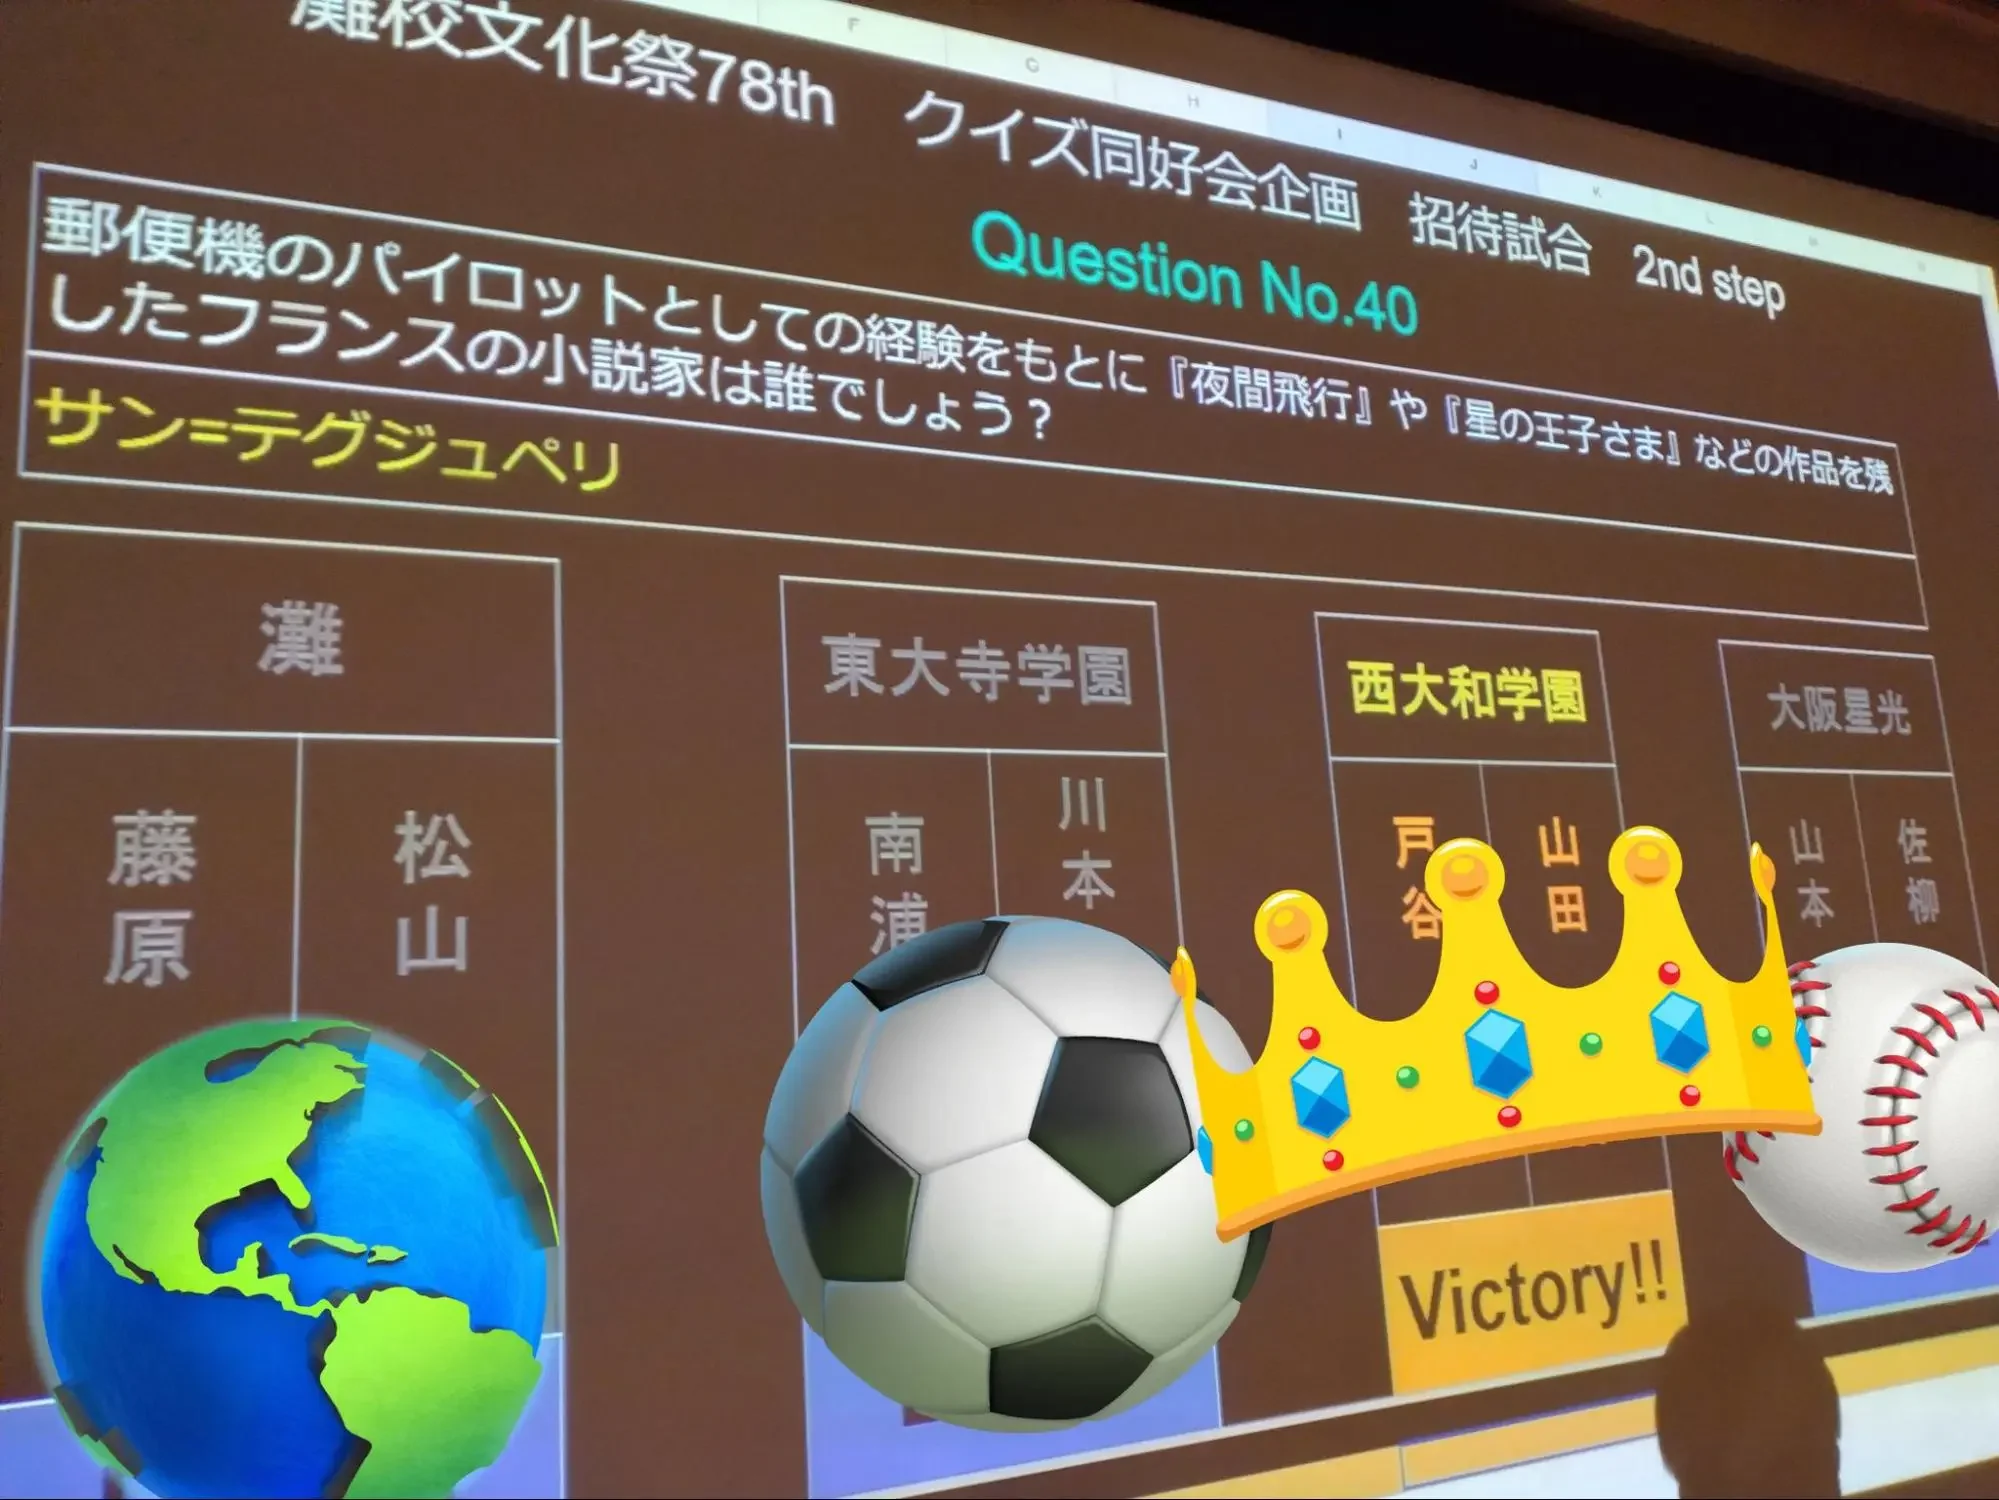 F G H I J K L M N
灘校文化祭78th クイズ同好会企画 招待試合 2nd step
Question No.40
郵便機のパイロットとしての経験をもとに『夜間飛行』や『星の王子さま』などの作品を残
したフランスの小説家は誰でしょう？
サン=テグジュペリ
灘
藤原
松山
東大寺学園
南浦
川本
西大和学園
戸谷
山田
Victory!!
大阪星光
山本
佐柳